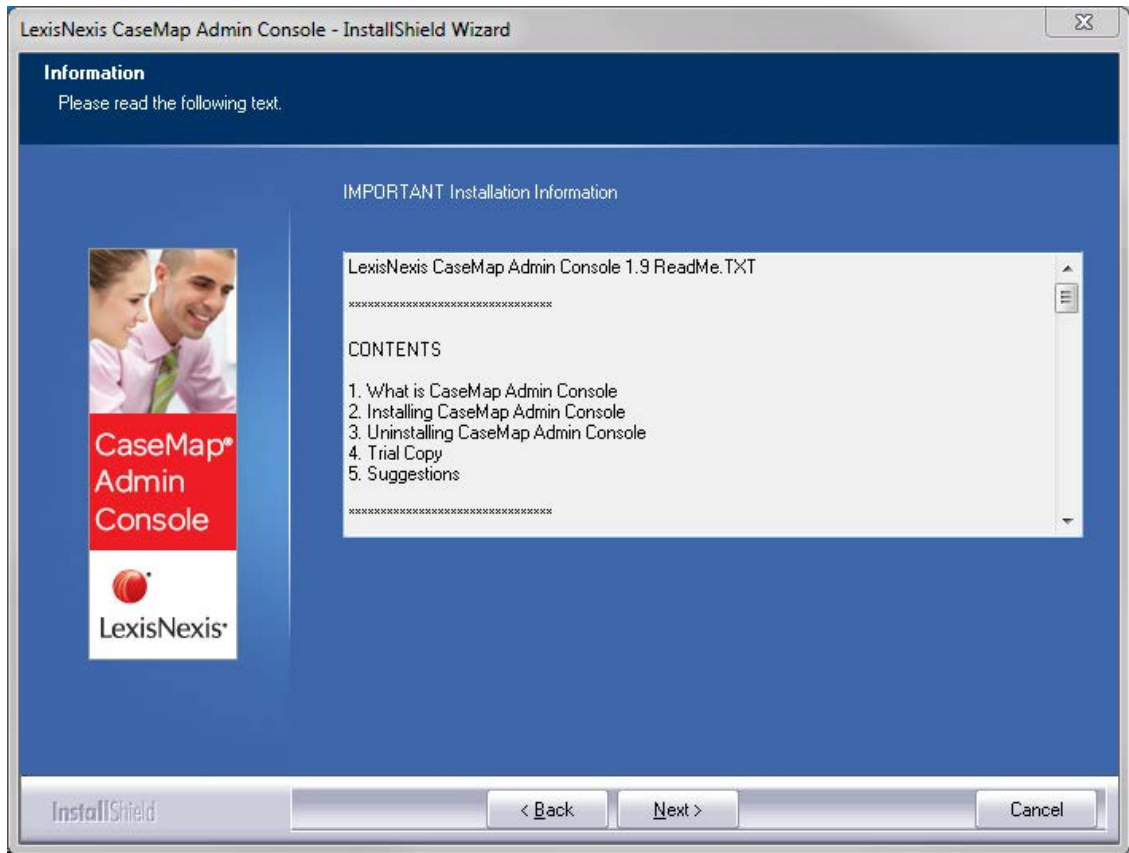 LexisNexis CaseMap Admin Console - InstallShield Wizard
Information
Please read the following text.
IMPORTANT Installation Information
LexisNexis CaseMap Admin Console 1.9 ReadMe.TXT
********************************
CONTENTS
1. What is CaseMap Admin Console
2. Installing CaseMap Admin Console
3. Uninstalling CaseMap Admin Console
4. Trial Copy
5. Suggestions
********************************
CaseMap®
Admin
Console
LexisNexis®
InstallShield
< Back
Next >
Cancel